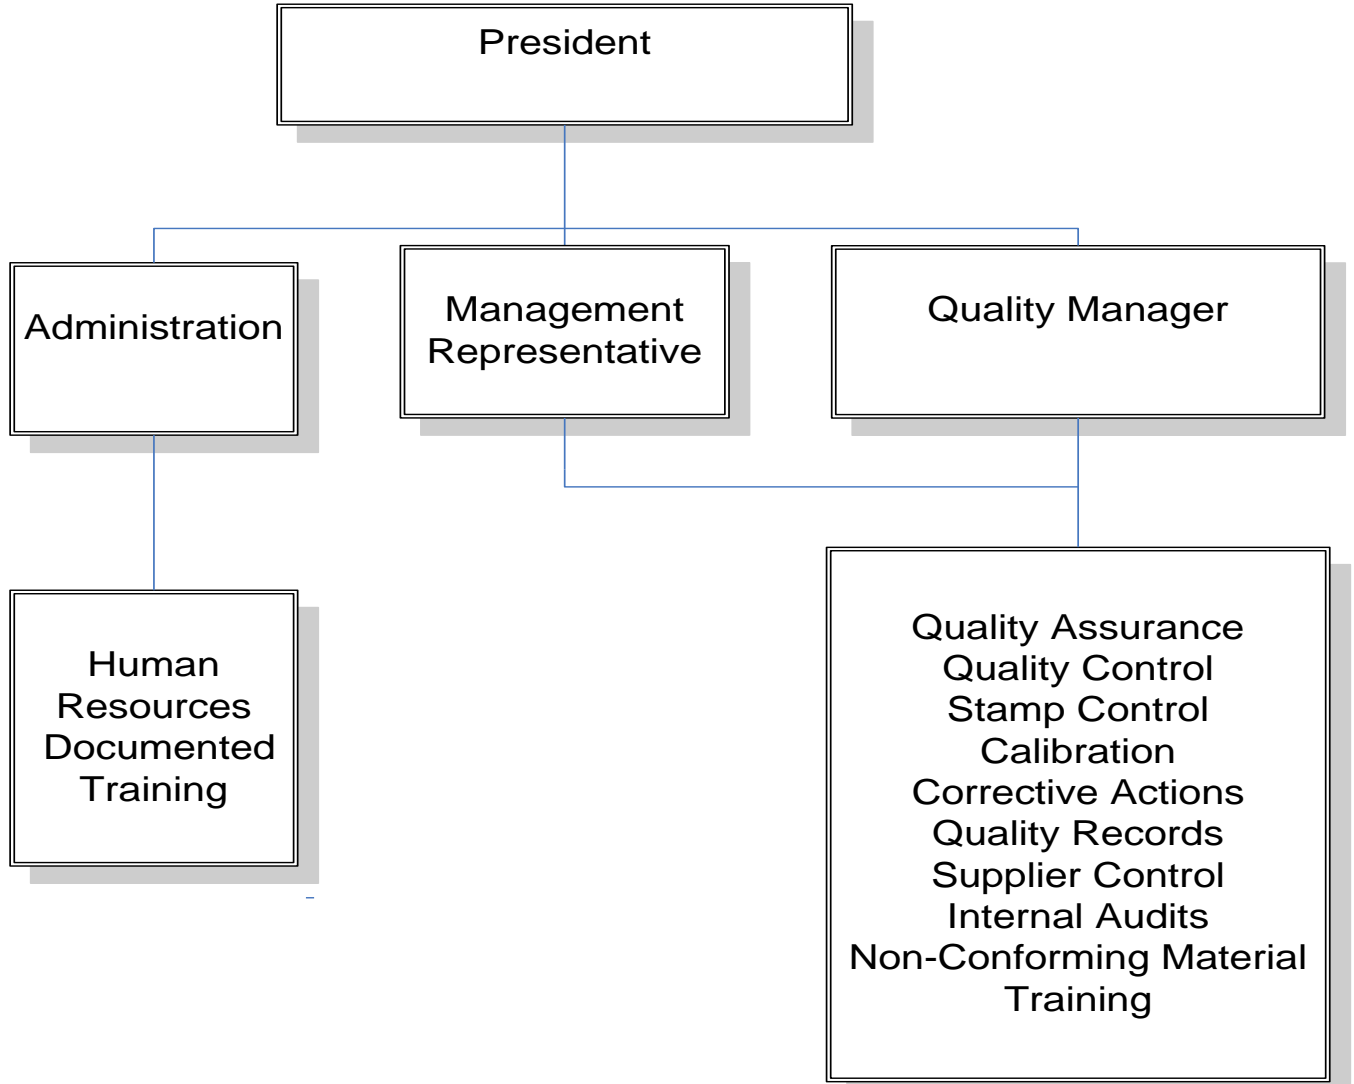 President
Administration
Management
Representative
Quality Manager
Human
Resources
Documented
Training
Quality Assurance
Quality Control
Stamp Control
Calibration
Corrective Actions
Quality Records
Supplier Control
Internal Audits
Non-Conforming Material
Training